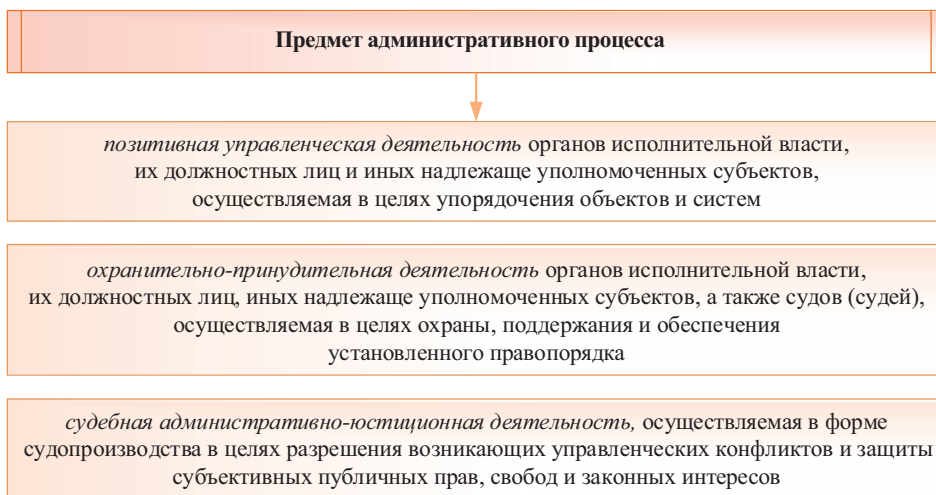 Предмет административного процесса
позитивная управленческая деятельность органов исполнительной власти,
их должностных лиц и иных надлежаще уполномоченных субъектов,
осуществляемая в целях упорядочения объектов и систем
охранительно-принудительная деятельность органов исполнительной власти,
их должностных лиц, иных надлежаще уполномоченных субъектов, а также судов (судей),
осуществляемая в целях охраны, поддержания и обеспечения
установленного правопорядка
судебная административно-юстиционная деятельность, осуществляемая в форме
судопроизводства в целях разрешения возникающих управленческих конфликтов и защиты
субъективных публичных прав, свобод и законных интересов